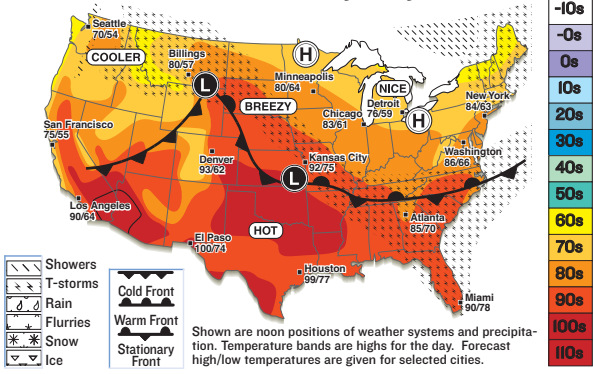 Seattle
70/54
COOLER
Billings
80/57
H
Minneapolis
80/64
NICE
L
BREEZY
Chicago
83/61
Detroit
76/59
New York
84/63
H
San Francisco
75/55
Denver
93/62
Kansas City
92/75
Washington
86/66
L
Los Angeles
90/64
El Paso
100/74
HOT
Atlanta
85/70
Houston
99/77
Miami
90/78
Showers
T-storms
Rain
Flurries
Snow
Ice
Cold Front
Warm Front
Stationary
Front
Shown are noon positions of weather systems and precipita-
tion. Temperature bands are highs for the day. Forecast
high/low temperatures are given for selected cities.
-10s
-0s
0s
10s
20s
30s
40s
50s
60s
70s
80s
90s
100s
110s